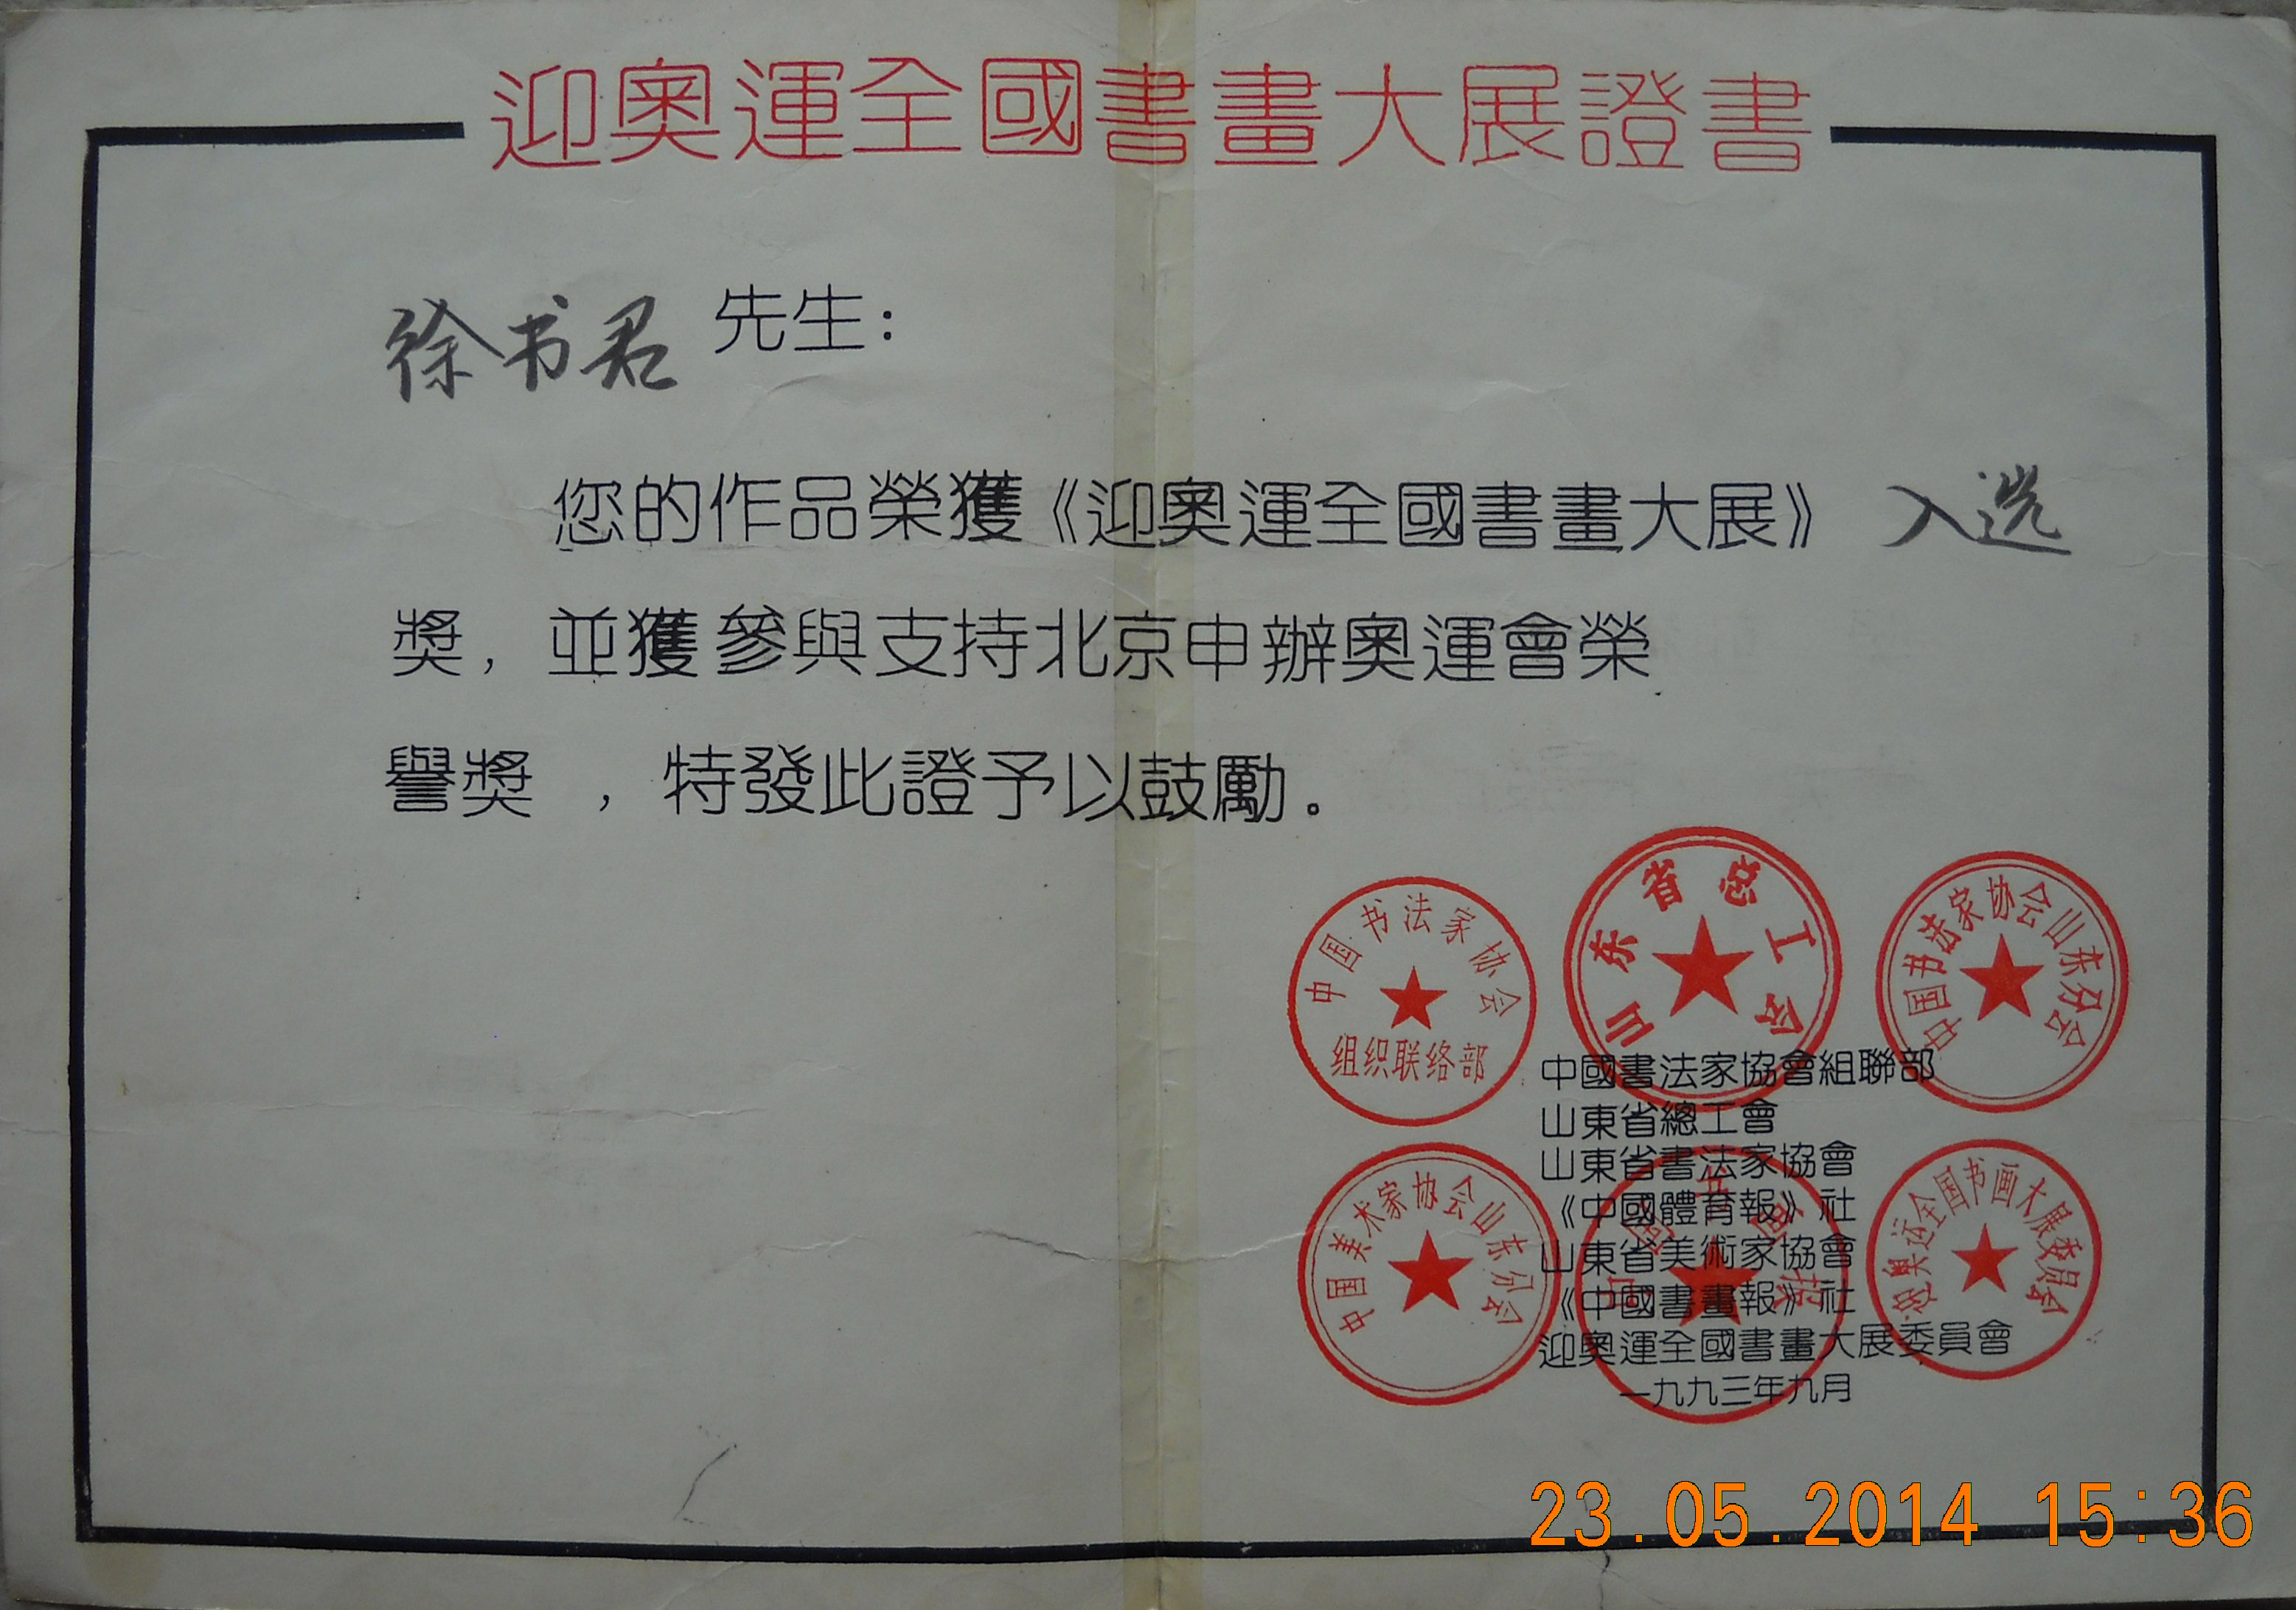 迎奧運全國書畫大展證書
徐书君 先生：
您的作品榮獲《迎奧運全國書畫大展》 入选
獎，並獲參與支持北京申辦奧運會榮
譽獎 ，特發此證予以鼓勵。
中国书法家协会
组织联络部
山东省总工会
中国书法家协会山东分会
中國書法家協會組聯部
山東省總工會
山東省書法家協會
《中國體育報》社
山東省美術家協會
《中國書畫報》社
迎奧運全國書畫大展委員會
一九九三年九月
中国美术家协会山东分会
迎奥运全国书画大展委员会
23.05.2014 15:36